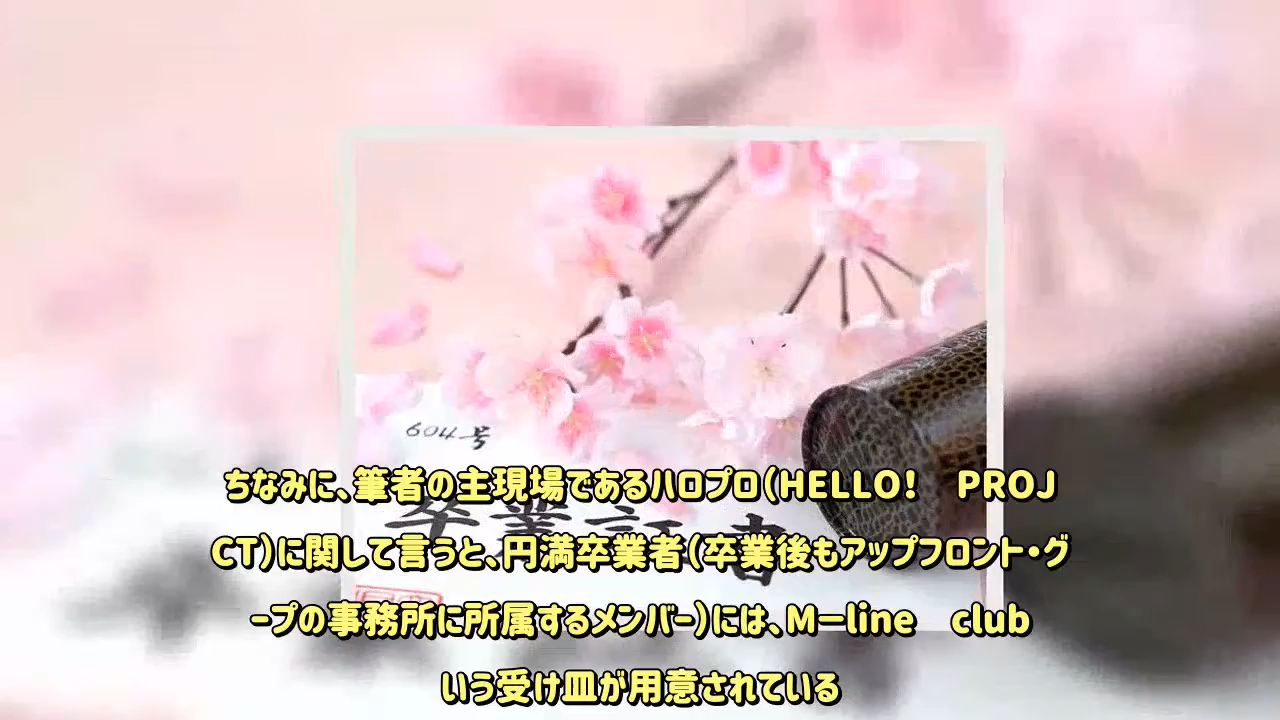 604号
卒業証書
ちなみに、筆者の主現場であるハロプロ(HELLO!　PROJ
CT)に関して言うと、円満卒業者(卒業後もアップフロント・グ
ープの事務所に所属するメンバー)には、M—line　club
いう受け皿が用意されている